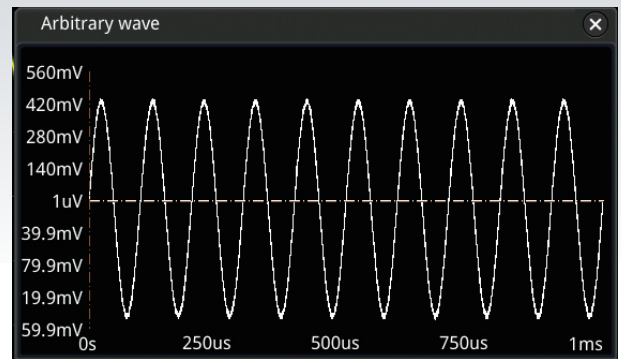 Arbitrary wave
560mV
420mV
280mV
140mV
1uV
39.9mV
79.9mV
19.9mV
59.9mV
0s 250us 500us 750us 1ms